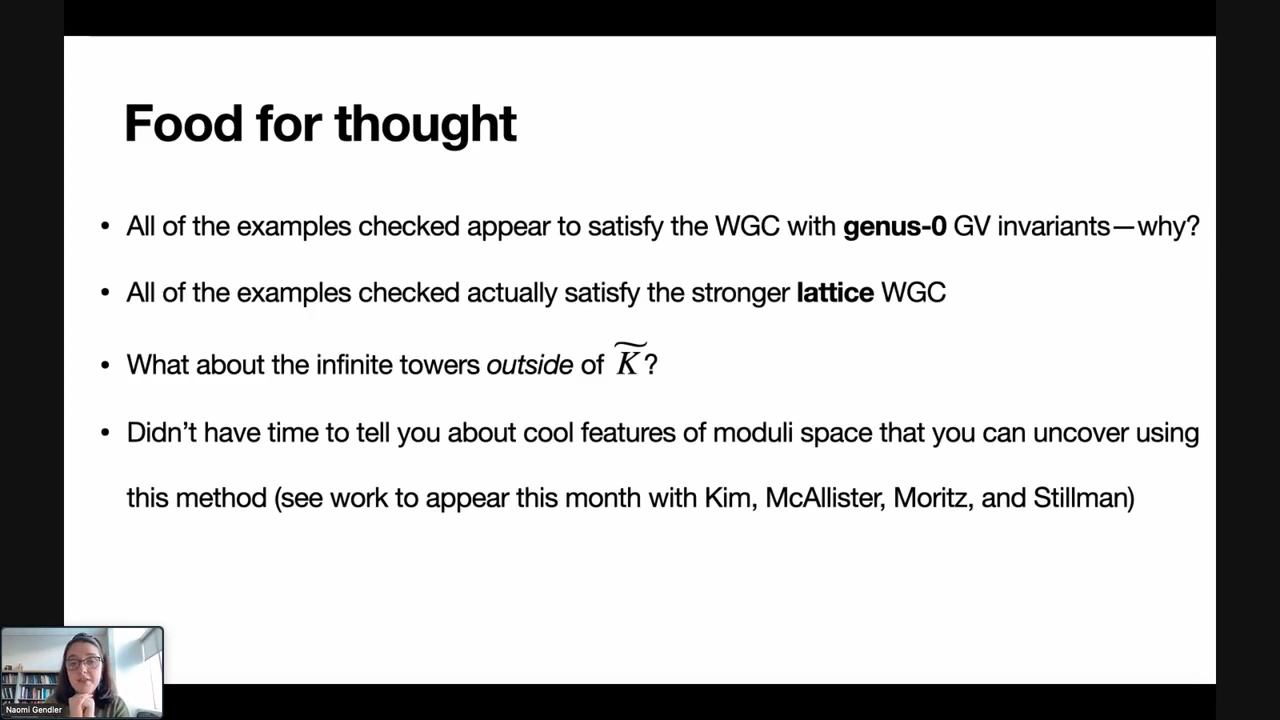 Food for thought
• All of the examples checked appear to satisfy the WGC with genus-0 GV invariants—why?
• All of the examples checked actually satisfy the stronger lattice WGC
• What about the infinite towers outside of K̃?
• Didn’t have time to tell you about cool features of moduli space that you can uncover using
this method (see work to appear this month with Kim, McAllister, Moritz, and Stillman)
Naomi Gendler